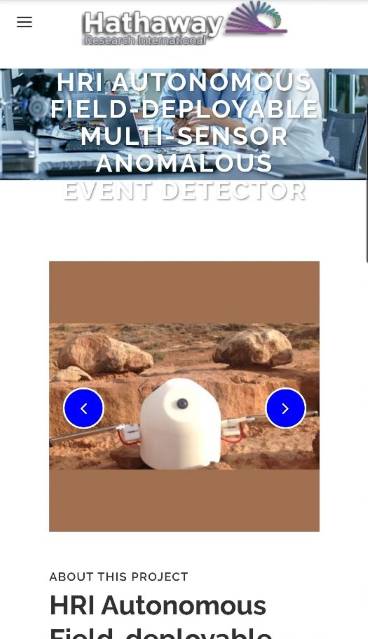 Hathaway
Research International
HRI AUTONOMOUS
FIELD-DEPLOYABLE
MULTI-SENSOR
ANOMALOUS
EVENT DETECTOR
ABOUT THIS PROJECT
HRI Autonomous
Field-deployable